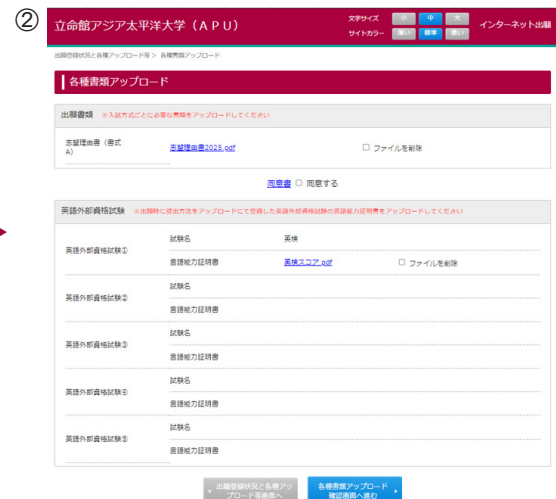 ②
立命館アジア太平洋大学（ＡＰＵ）
文字サイズ 小 中 大
サイトカラー 薄い 標準 濃い
インターネット出願
出願登録状況と各種アップロード等 > 各種書類アップロード
各種書類アップロード
出願書類 ※入試方式ごとに必要な書類をアップロードしてください
志望理由書（書式
A）
志望理由書2025.pdf
ファイルを削除
同意書 同意する
英語外部資格試験 ※出願時に提出方法をアップロードにて登録した英語外部資格試験の言語能力証明書をアップロードしてください
英語外部資格試験①
試験名 英検
言語能力証明書 英検スコア.pdf ファイルを削除
英語外部資格試験②
試験名
言語能力証明書
英語外部資格試験③
試験名
言語能力証明書
英語外部資格試験④
試験名
言語能力証明書
英語外部資格試験⑤
試験名
言語能力証明書
出願登録状況と各種アッ
プロード等画面へ
各種書類アップロード
確認画面へ進む